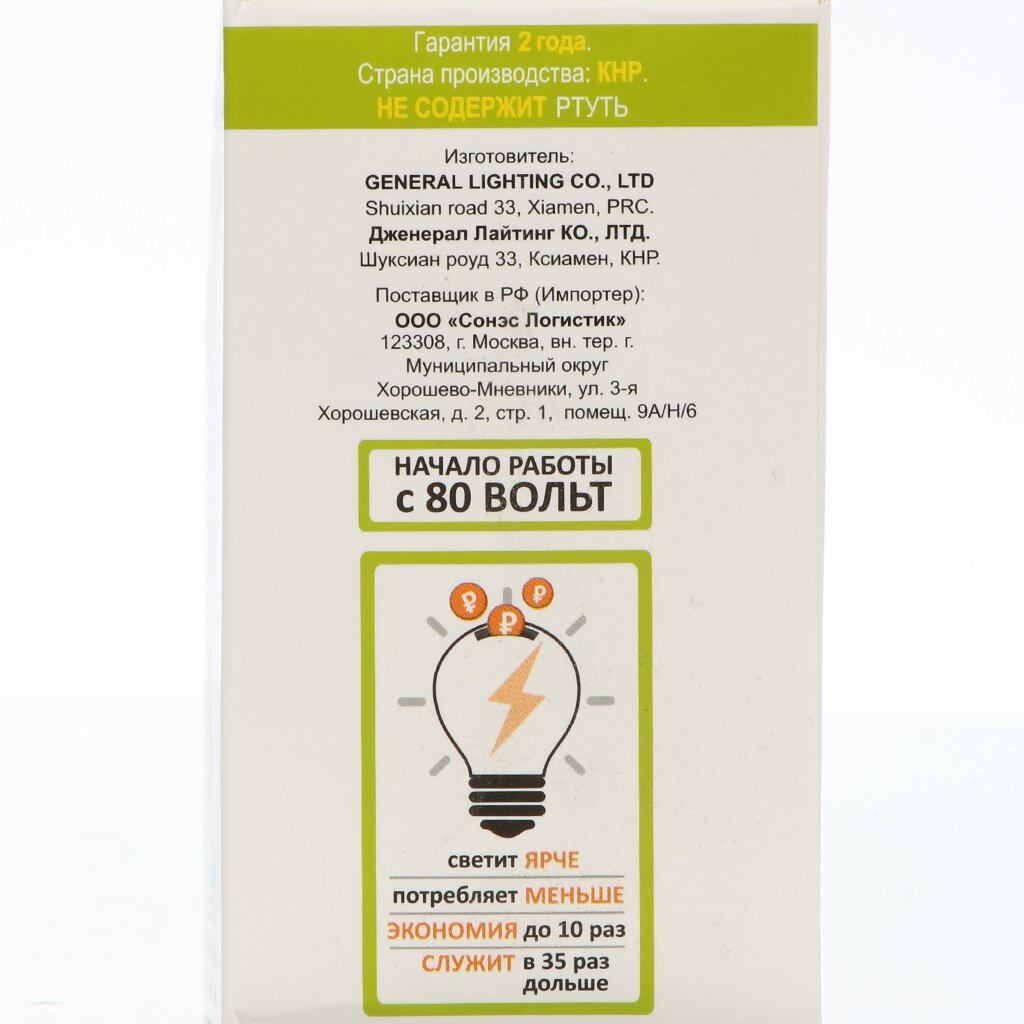 Гарантия 2 года.
Страна производства: КНР.
НЕ СОДЕРЖИТ РТУТЬ
Изготовитель:
GENERAL LIGHTING CO., LTD
Shuixian road 33, Xiamen, PRC.
Дженерал Лайтинг КО., ЛТД.
Шуксиан роуд 33, Ксиамен, КНР.
Поставщик в РФ (Импортер):
ООО «Сонэс Логистик»
123308, г. Москва, вн. тер. г.
Муниципальный округ
Хорошево-Мневники, ул. 3-я
Хорошевская, д. 2, стр. 1, помещ. 9А/Н/6
НАЧАЛО РАБОТЫ
с 80 ВОЛЬТ
₽ ₽ ₽
светит ЯРЧЕ
потребляет МЕНЬШЕ
ЭКОНОМИЯ до 10 раз
СЛУЖИТ в 35 раз
дольше